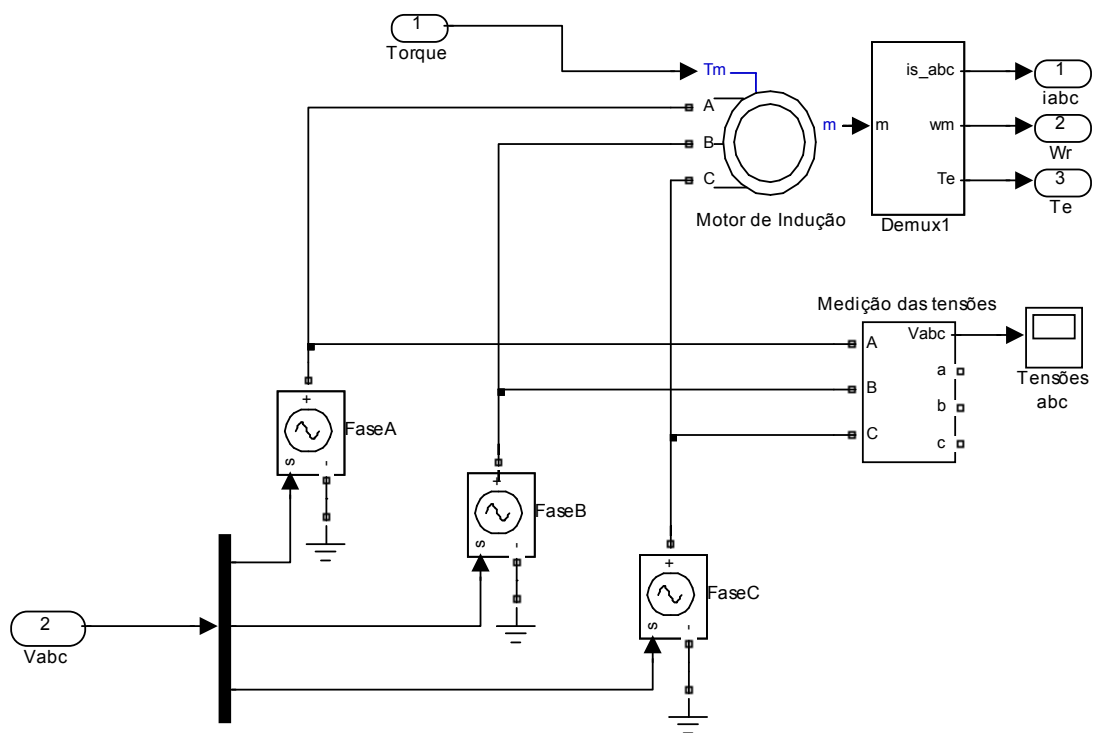 1
Torque
Tm
A
B
C
m
Motor de Indução
m
is_abc
wm
Te
Demux1
1
iabc
2
Wr
3
Te
Medição das tensões
A
B
C
Vabc
a
b
c
Tensões
abc
+
s
-
FaseA
+
s
-
FaseB
+
s
-
FaseC
2
Vabc